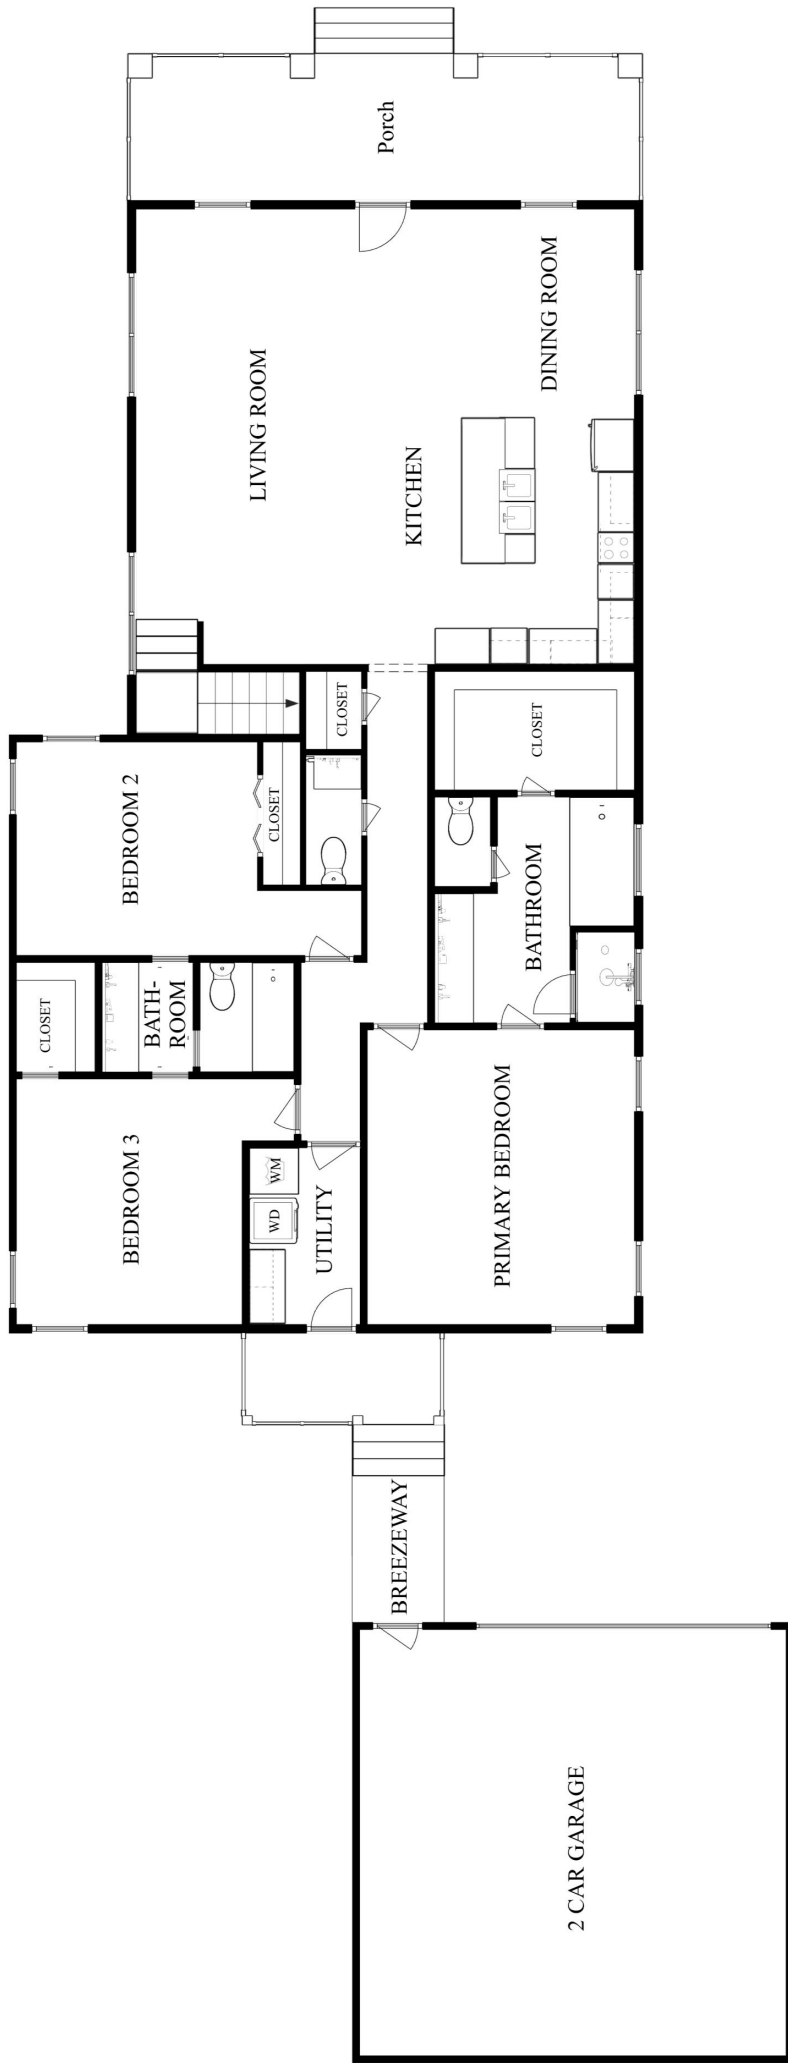 Porch
LIVING ROOM
DINING ROOM
KITCHEN
CLOSET
CLOSET
BEDROOM 2
CLOSET
BATHROOM
CLOSET
BATH-
ROOM
BEDROOM 3
WM
WD
UTILITY
PRIMARY BEDROOM
BREEZEWAY
2 CAR GARAGE